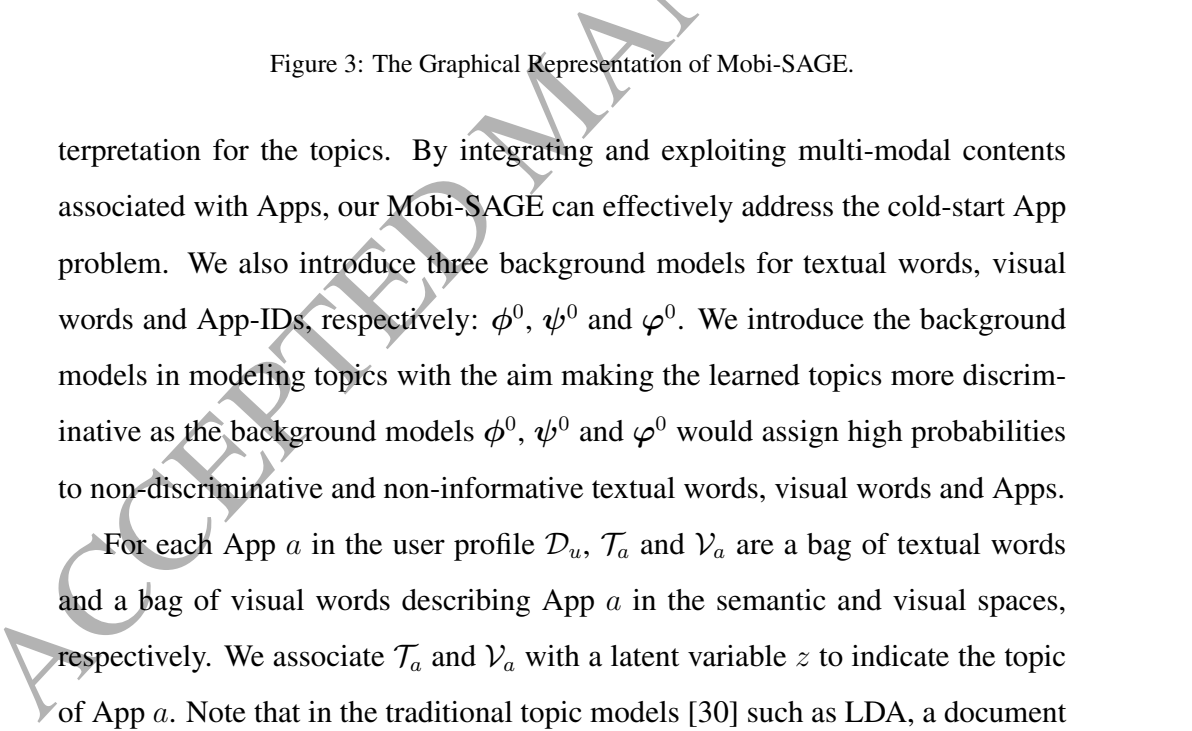 Figure 3: The Graphical Representation of Mobi-SAGE.
terpretation for the topics. By integrating and exploiting multi-modal contents
associated with Apps, our Mobi-SAGE can effectively address the cold-start App
problem. We also introduce three background models for textual words, visual
words and App-IDs, respectively: ϕ⁰, ψ⁰ and φ⁰. We introduce the background
models in modeling topics with the aim making the learned topics more discrim-
inative as the background models ϕ⁰, ψ⁰ and φ⁰ would assign high probabilities
to non-discriminative and non-informative textual words, visual words and Apps.
For each App a in the user profile 𝒟ᵤ, 𝒯ₐ and 𝒱ₐ are a bag of textual words
and a bag of visual words describing App a in the semantic and visual spaces,
respectively. We associate 𝒯ₐ and 𝒱ₐ with a latent variable z to indicate the topic
of App a. Note that in the traditional topic models [30] such as LDA, a document
ACCEPTED MA